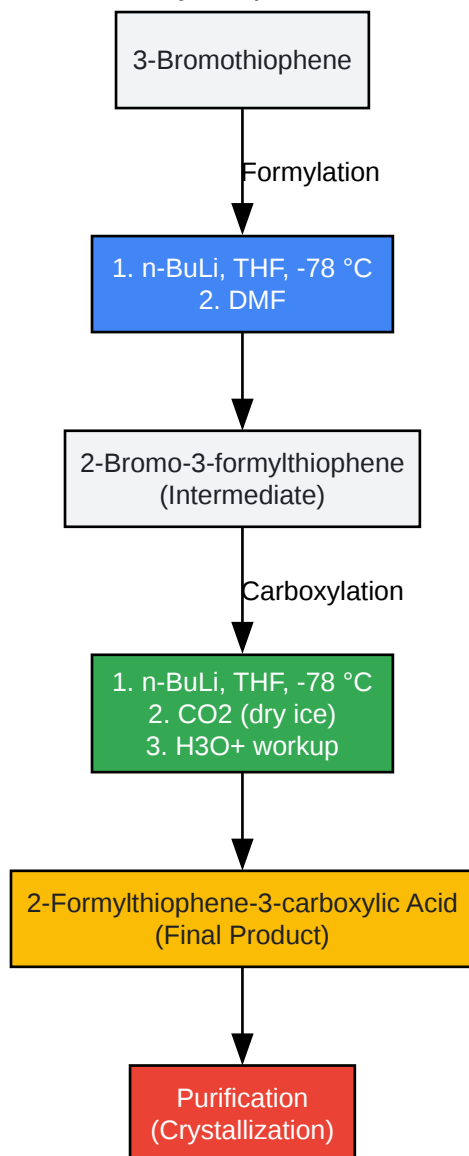 3-Bromothiophene
Formylation
1. n-BuLi, THF, -78 °C
2. DMF
2-Bromo-3-formylthiophene
(Intermediate)
Carboxylation
1. n-BuLi, THF, -78 °C
2. CO2 (dry ice)
3. H3O+ workup
2-Formylthiophene-3-carboxylic Acid
(Final Product)
Purification
(Crystallization)